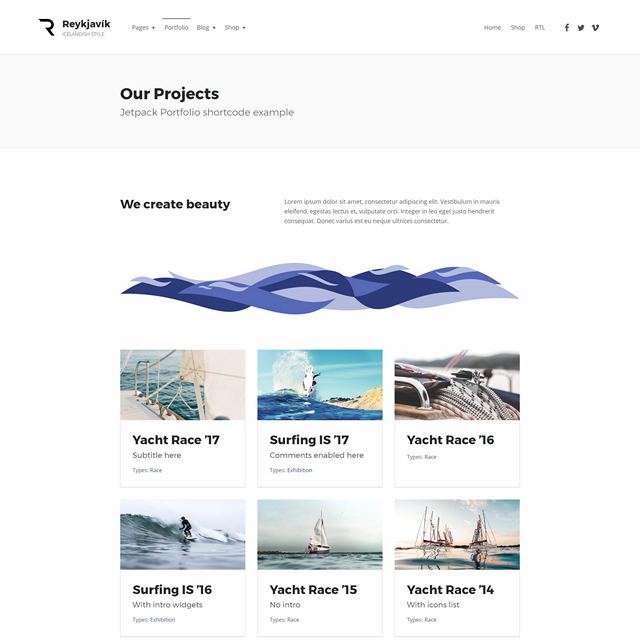 Reykjavík
ICELANDISH STYLE
Pages
Portfolio
Blog
Shop
Home
Shop
RTL
Our Projects
Jetpack Portfolio shortcode example
We create beauty
Lorem ipsum dolor sit amet, consectetur adipiscing elit. Vestibulum in mauris
eleifend, egestas lectus et, vulputate orci. Integer in leo eget justo hendrerit
consequat. Donec varius est eu neque ultrices consectetur.
Yacht Race ’17
Subtitle here
Types: Race
Surfing IS ’17
Comments enabled here
Types: Exhibition
Yacht Race ’16
Types: Race
Surfing IS ’16
With intro widgets
Types: Exhibition
Yacht Race ’15
No intro
Types: Race
Yacht Race ’14
With icons list
Types: Race